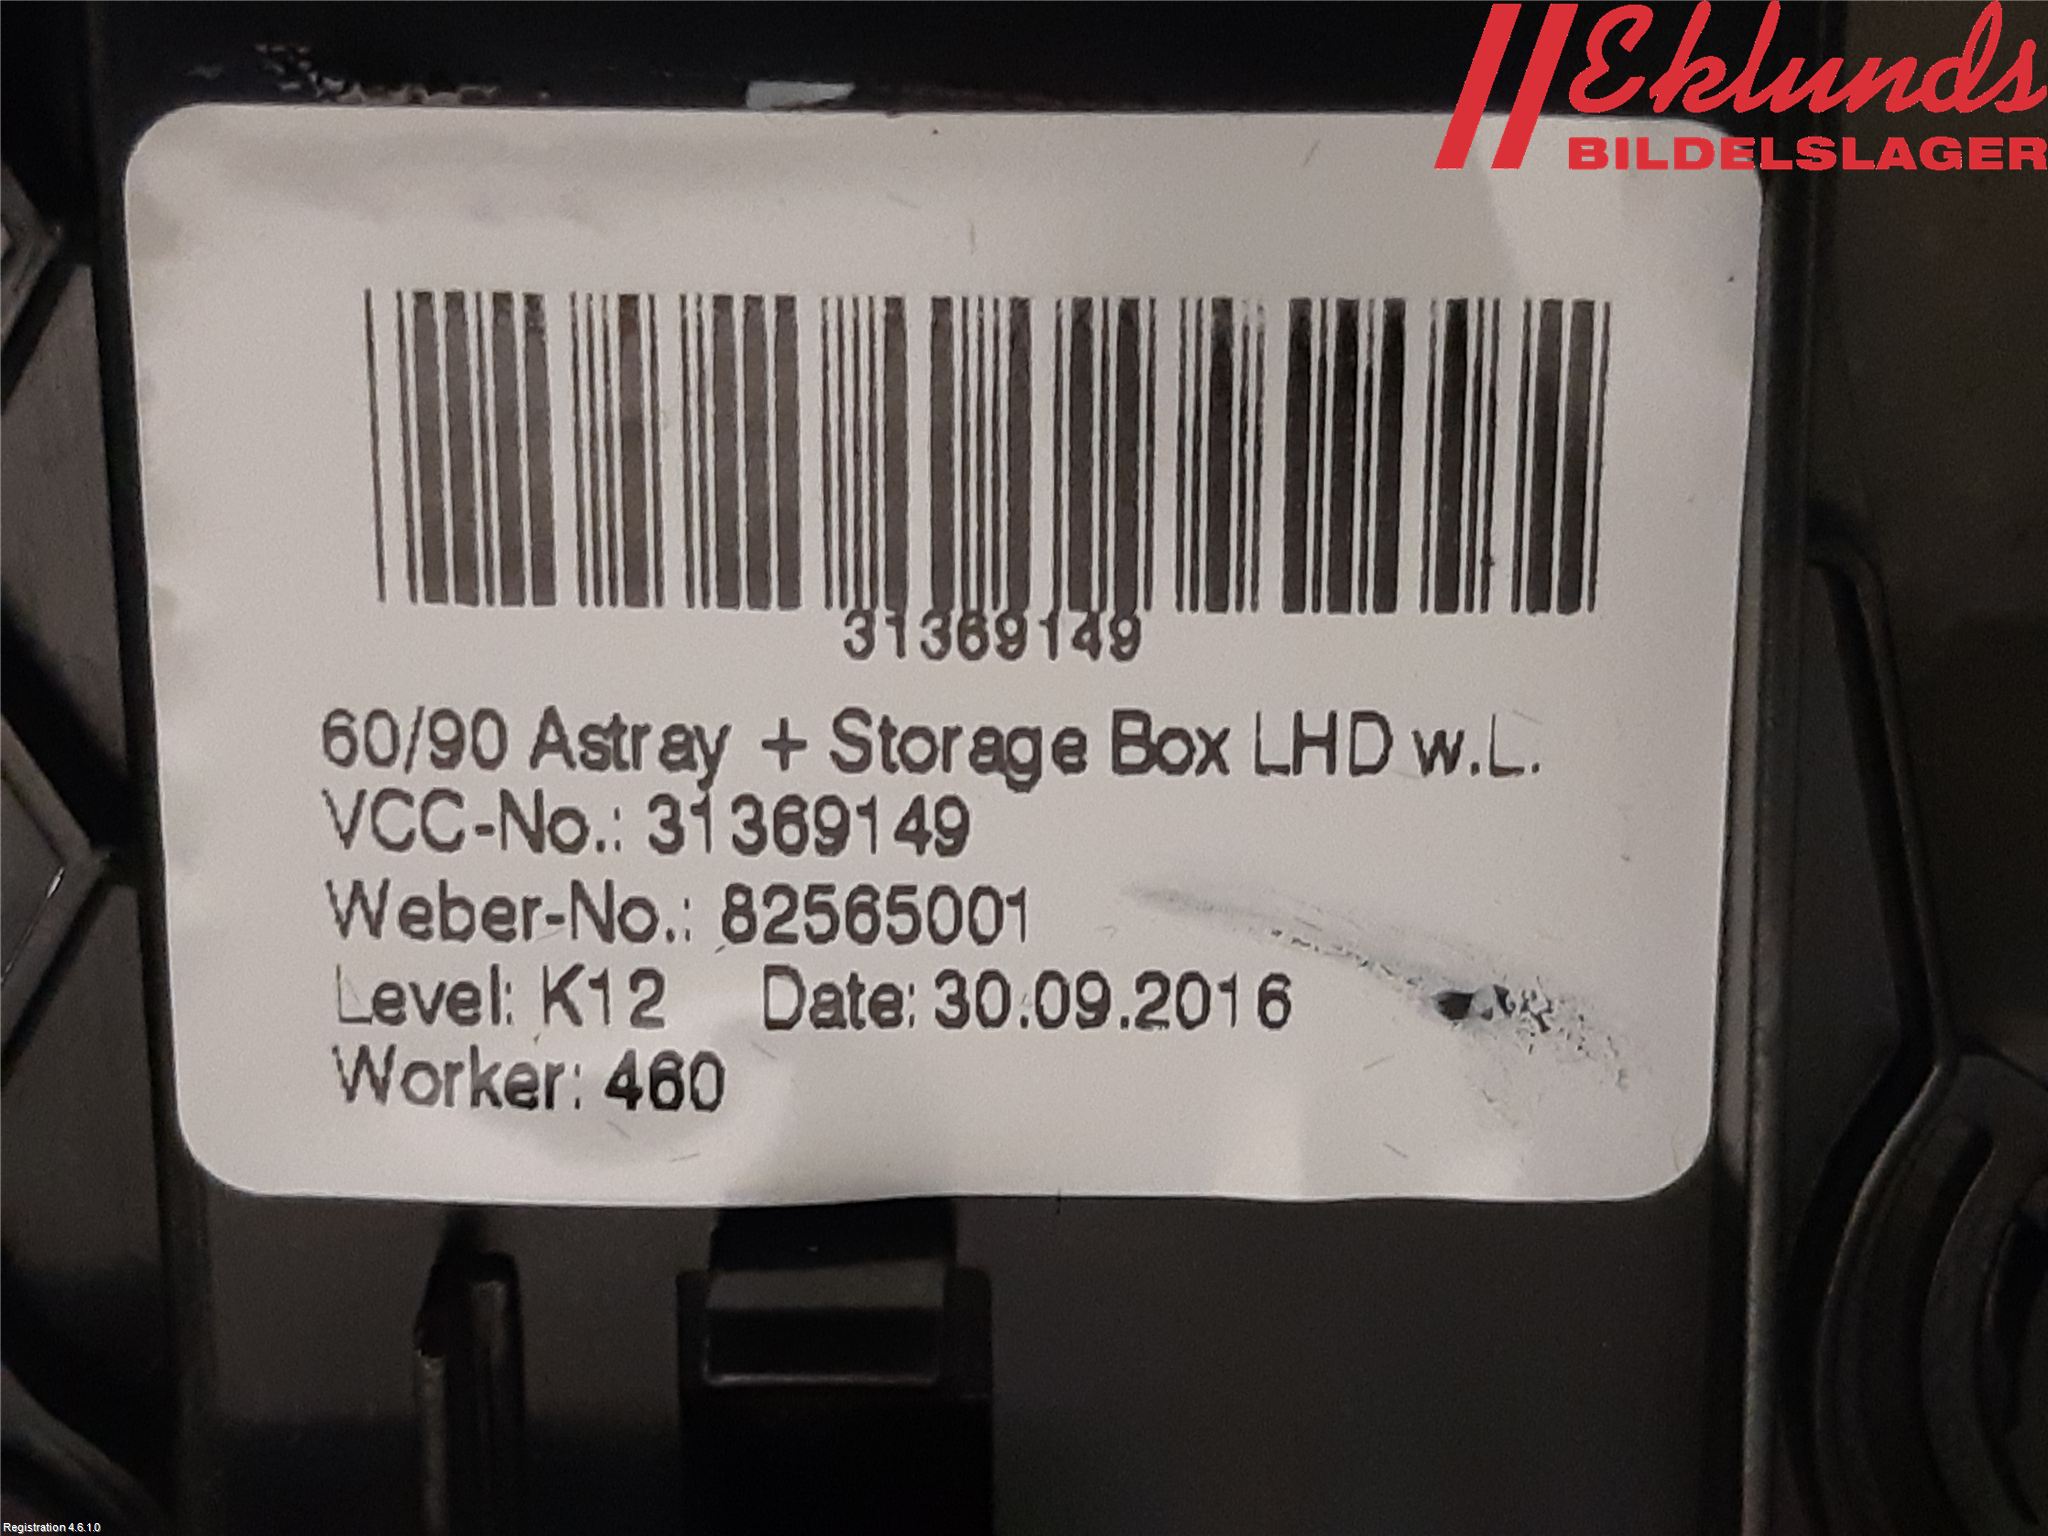 Eklunds
BILDELSLAGER
31369149
60/90 Astray + Storage Box LHD w.L.
VCC-No.: 31369149
Weber-No.: 82565001
Level: K12 Date: 30.09.2016
Worker: 460
Registration 4.6.1.0